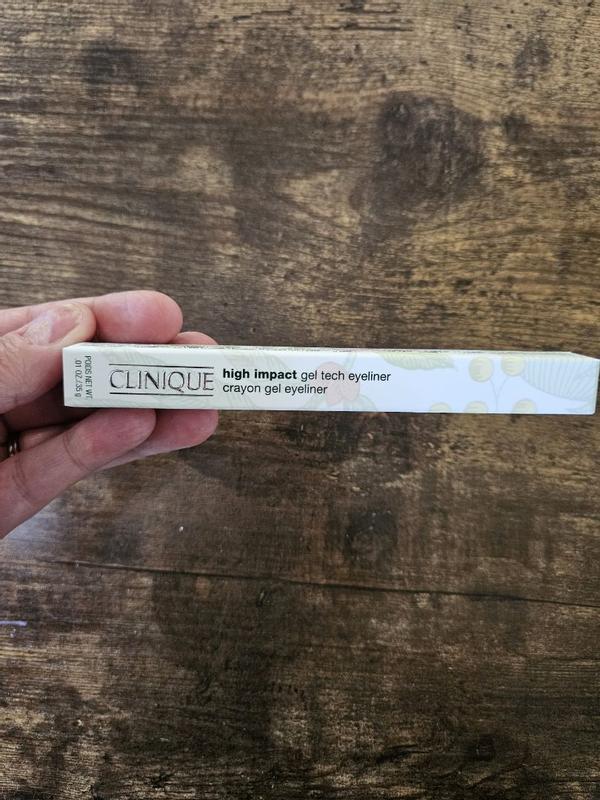 CLINIQUE
high impact gel tech eyeliner
crayon gel eyeliner
POIDS NET WT.
.01 OZ./.35 g